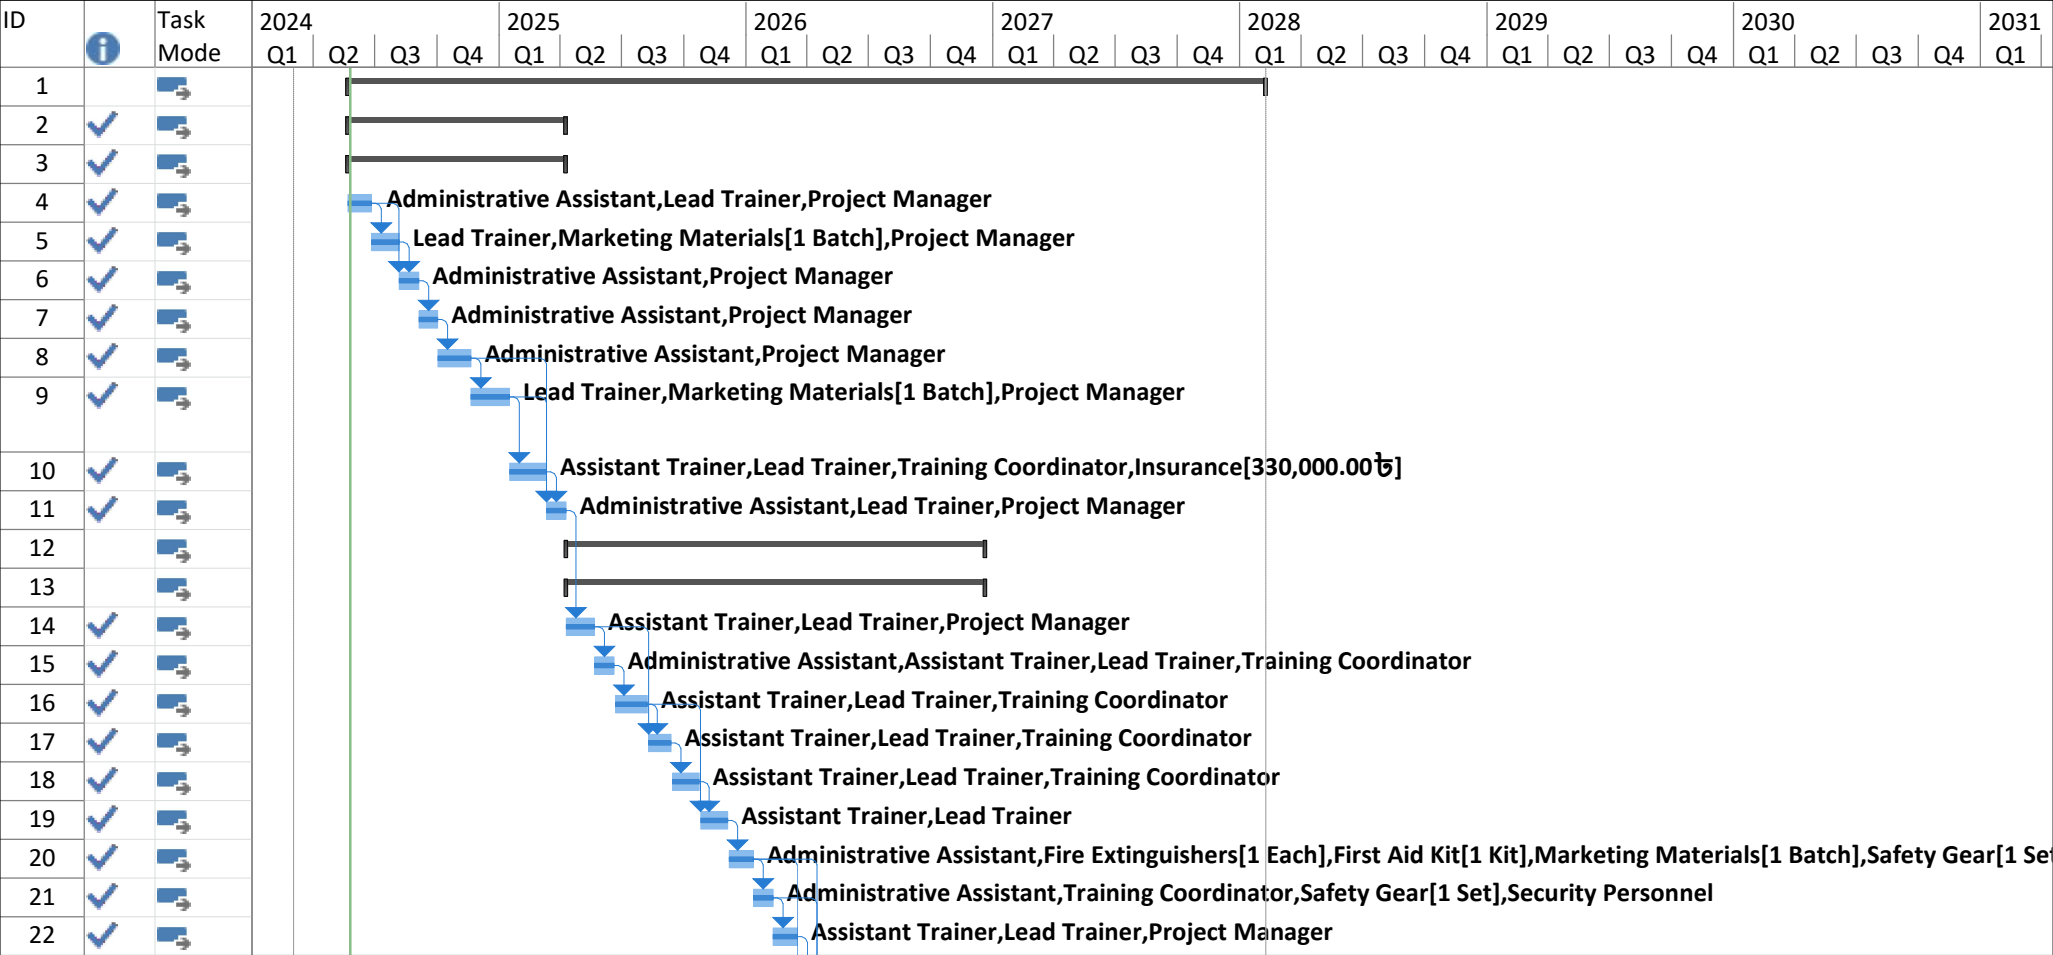 ID Task Mode 2024 2025 2026 2027 2028 2029 2030 2031
Q1 Q2 Q3 Q4 Q1 Q2 Q3 Q4 Q1 Q2 Q3 Q4 Q1 Q2 Q3 Q4 Q1 Q2 Q3 Q4 Q1 Q2 Q3 Q4 Q1 Q2 Q3 Q4 Q1
1
2
3
4 Administrative Assistant,Lead Trainer,Project Manager
5 Lead Trainer,Marketing Materials[1 Batch],Project Manager
6 Administrative Assistant,Project Manager
7 Administrative Assistant,Project Manager
8 Administrative Assistant,Project Manager
9 Lead Trainer,Marketing Materials[1 Batch],Project Manager
10 Assistant Trainer,Lead Trainer,Training Coordinator,Insurance[330,000.00৳]
11 Administrative Assistant,Lead Trainer,Project Manager
12
13
14 Assistant Trainer,Lead Trainer,Project Manager
15 Administrative Assistant,Assistant Trainer,Lead Trainer,Training Coordinator
16 Assistant Trainer,Lead Trainer,Training Coordinator
17 Assistant Trainer,Lead Trainer,Training Coordinator
18 Assistant Trainer,Lead Trainer,Training Coordinator
19 Assistant Trainer,Lead Trainer
20 Administrative Assistant,Fire Extinguishers[1 Each],First Aid Kit[1 Kit],Marketing Materials[1 Batch],Safety Gear[1 Set
21 Administrative Assistant,Training Coordinator,Safety Gear[1 Set],Security Personnel
22 Assistant Trainer,Lead Trainer,Project Manager